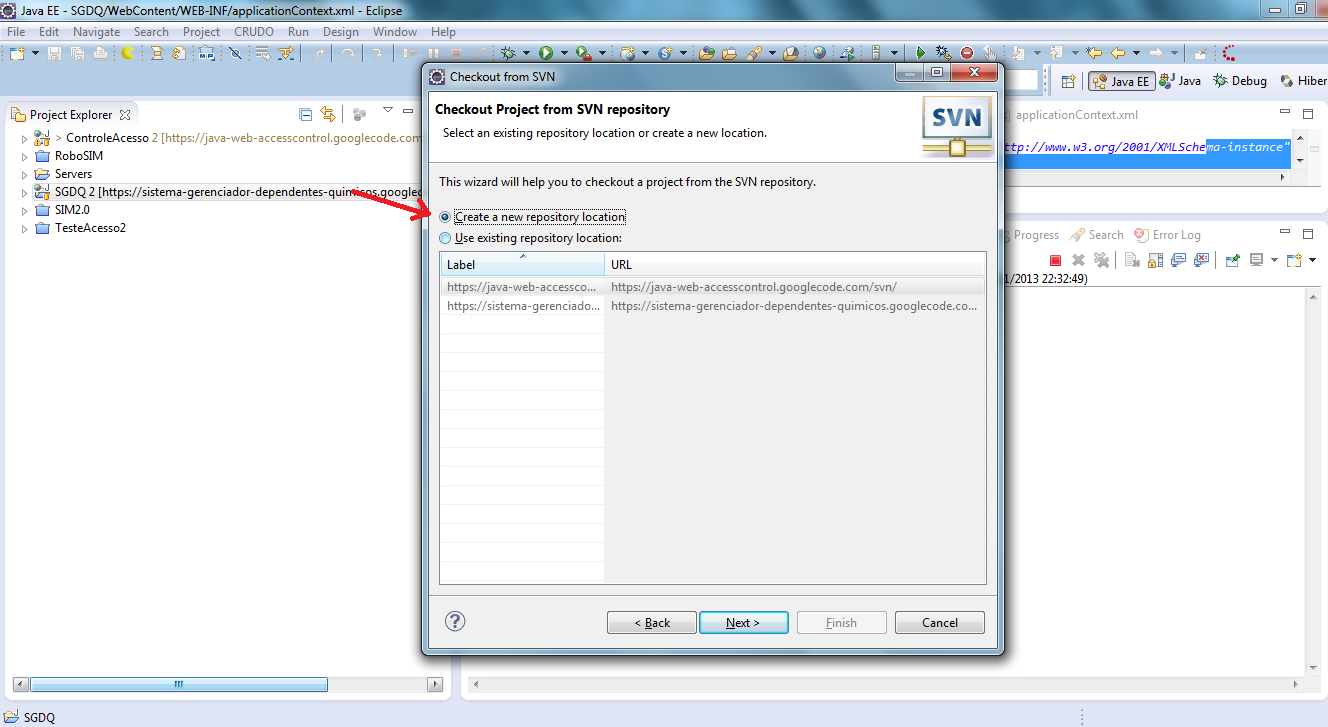 Java EE - SGDQ/WebContent/WEB-INF/applicationContext.xml - Eclipse
File Edit Navigate Search Project CRUDO Run Design Window Help
Java EE Java Debug Hiber
Project Explorer
> ControleAcesso 2 [https://java-web-accesscontrol.googlecode.com
RoboSIM
Servers
SGDQ 2 [https://sistema-gerenciador-dependentes-quimicos.googlec
SIM2.0
TesteAcesso2
Checkout from SVN
Checkout Project from SVN repository
Select an existing repository location or create a new location.
SVN
This wizard will help you to checkout a project from the SVN repository.
Create a new repository location
Use existing repository location:
Label URL
https://java-web-accessco... https://java-web-accesscontrol.googlecode.com/svn/
https://sistema-gerenciado... https://sistema-gerenciador-dependentes-quimicos.googlecode.co...
< Back Next > Finish Cancel
applicationContext.xml
ttp://www.w3.org/2001/XMLSchema-instance"
Progress Search Error Log
1/2013 22:32:49)
SGDQ